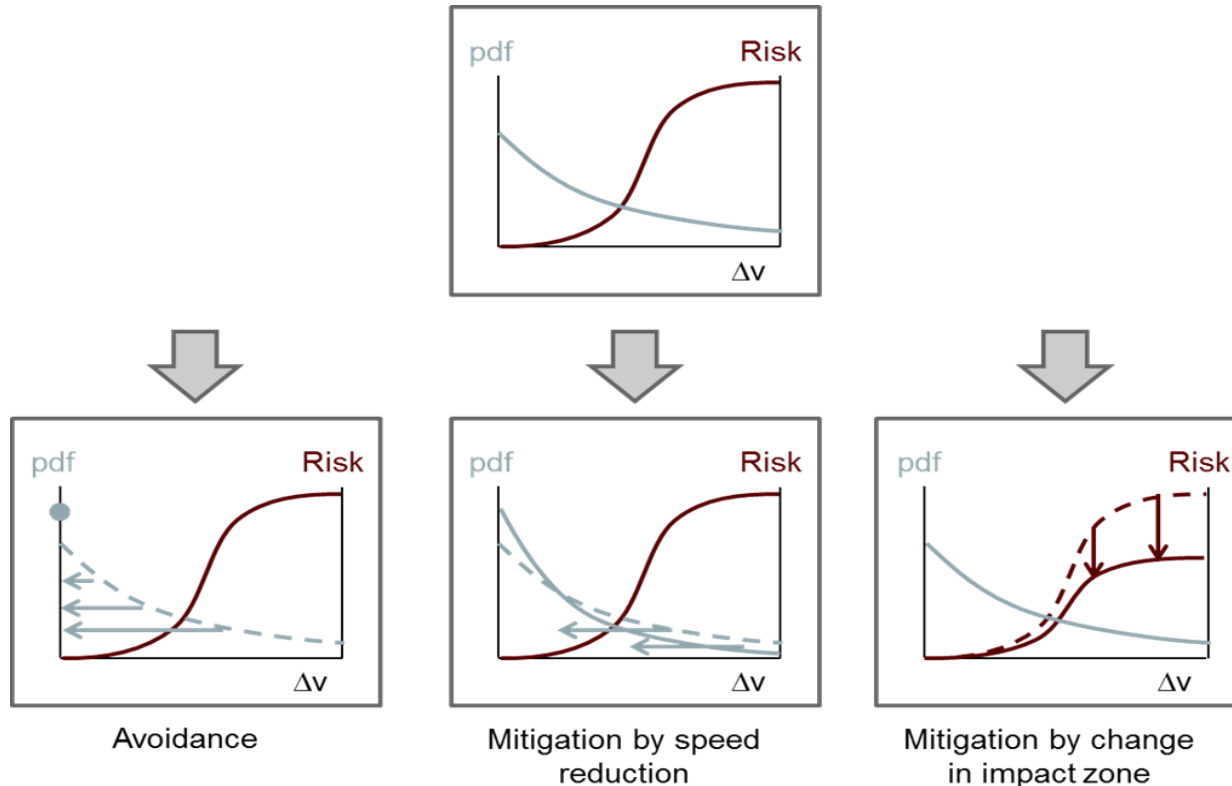 pdf Risk
Δv
pdf Risk
Δv
pdf Risk
Δv
pdf Risk
Δv
Avoidance
Mitigation by speed
reduction
Mitigation by change
in impact zone